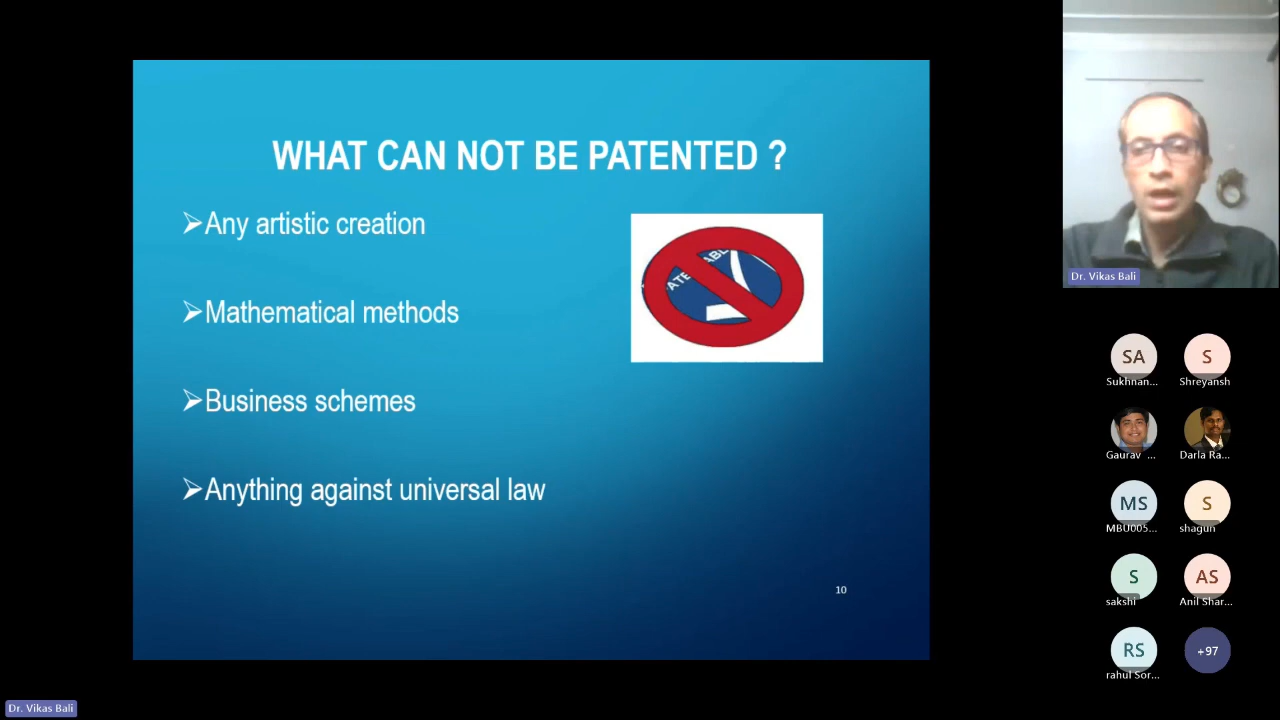 WHAT CAN NOT BE PATENTED ?
➢Any artistic creation
➢Mathematical methods
➢Business schemes
➢Anything against universal law
10
Dr. Vikas Bali
SA
S
Sukhnan...
Shreyansh
Gaurav ...
Darla Ra...
MS
S
MBU005...
shagun
S
AS
sakshi
Anil Shar...
RS
+97
rahul Sor...
Dr. Vikas Bali